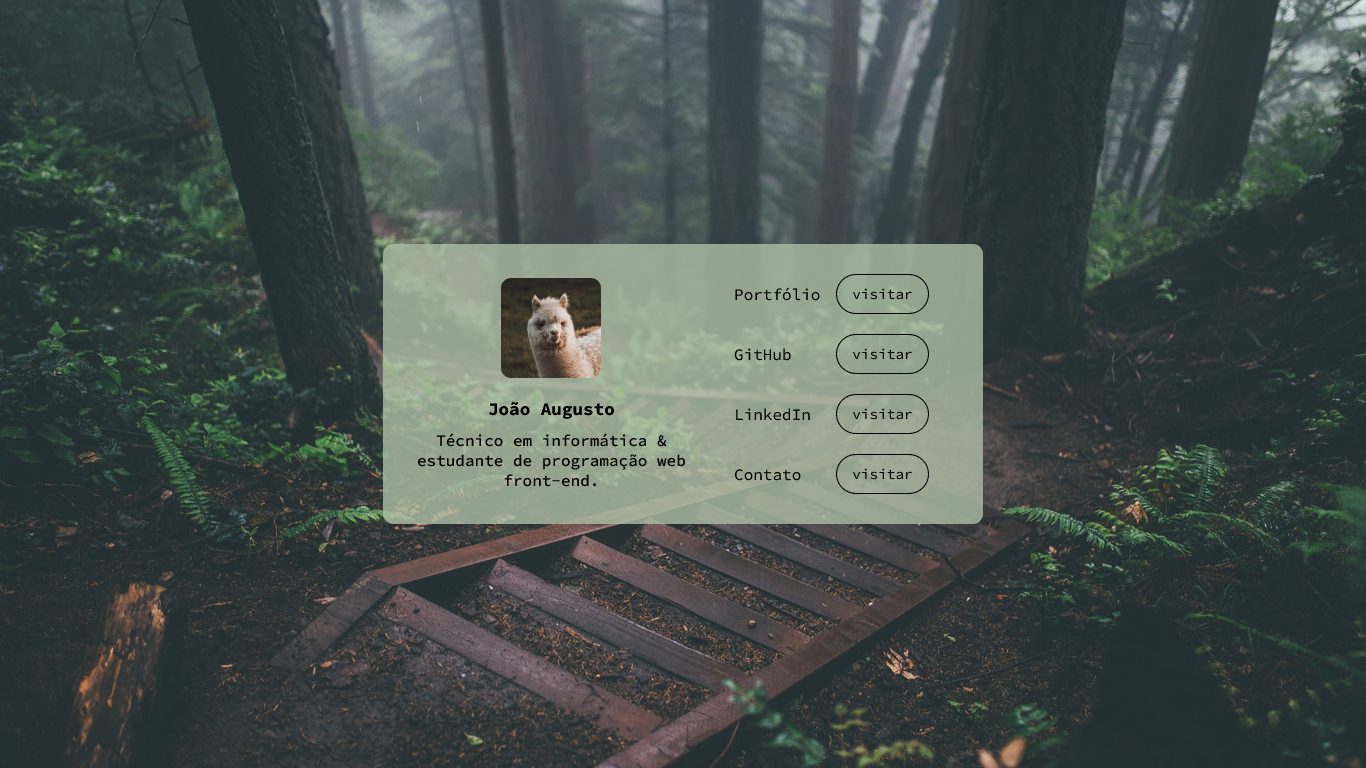 João Augusto
Técnico em informática &
estudante de programação web
front-end.
Portfólio visitar
GitHub visitar
LinkedIn visitar
Contato visitar